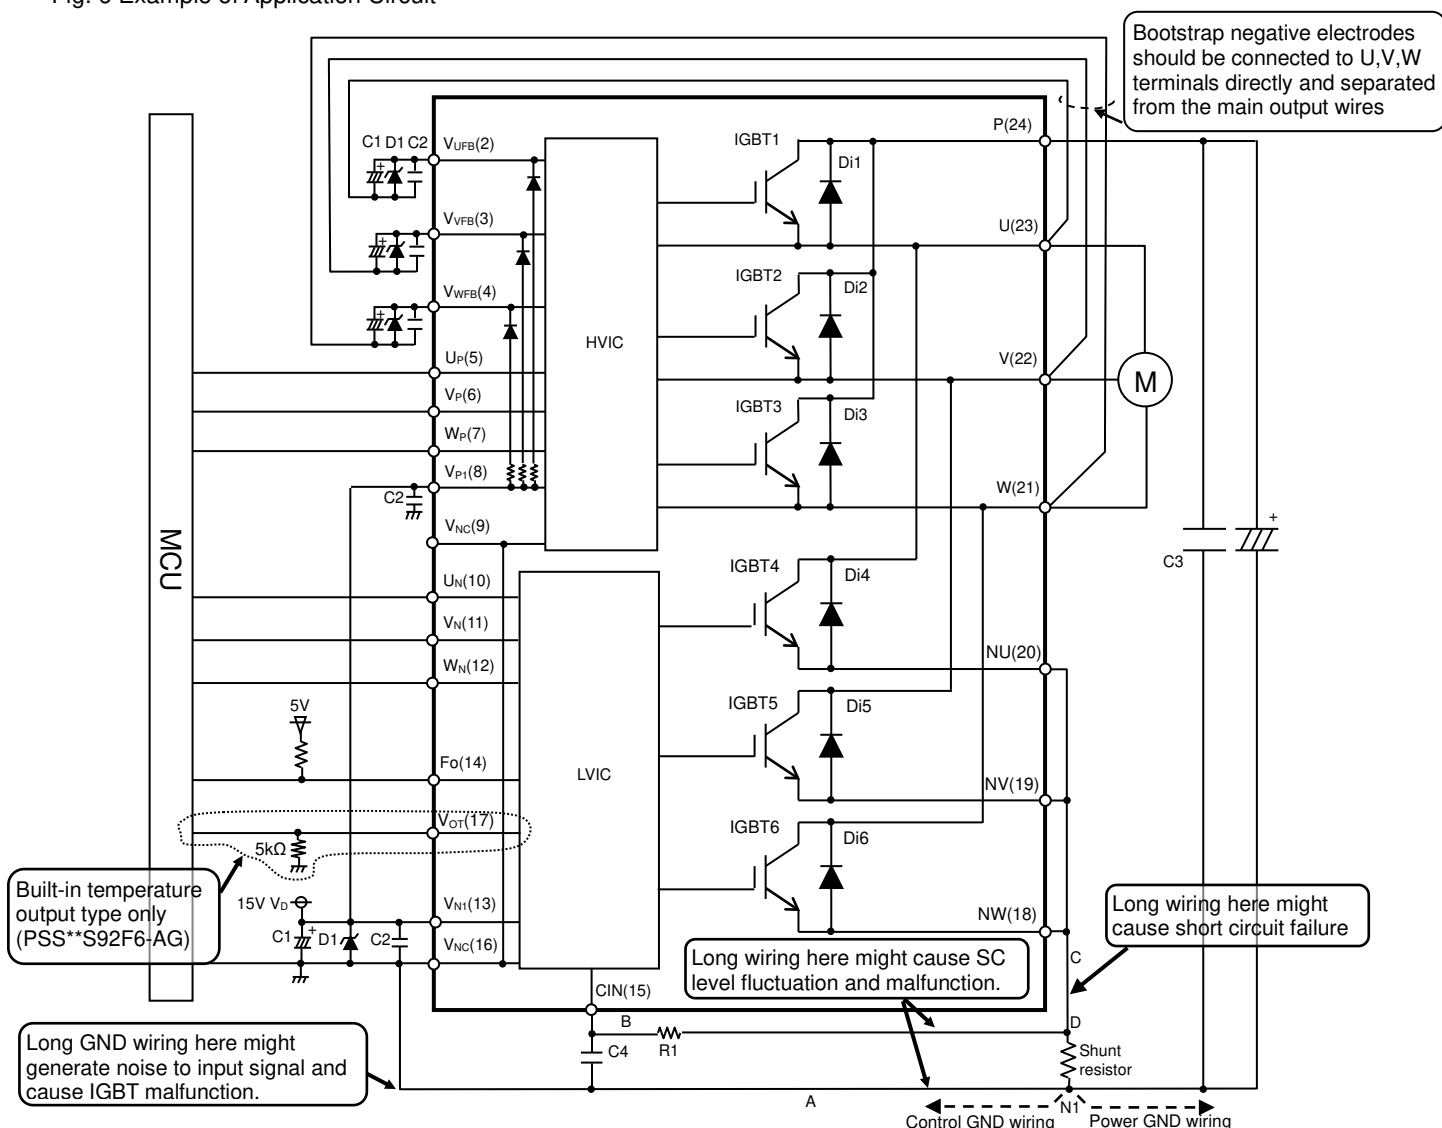 Fig. 8 Example of Application Circuit
Bootstrap negative electrodes
should be connected to U,V,W
terminals directly and separated
from the main output wires
P(24)
IGBT1
Di1
C1 D1 C2
VUFB(2)
U(23)
VVFB(3)
IGBT2
Di2
VWFB(4)
HVIC
UP(5)
V(22)
M
VP(6)
IGBT3
Di3
WP(7)
VP1(8)
C2
W(21)
+
MCU
VNC(9)
C3
IGBT4
Di4
UN(10)
VN(11)
WN(12)
NU(20)
5V
IGBT5
Di5
Fo(14)
LVIC
NV(19)
VOT(17)
5kΩ
IGBT6
Di6
Built-in temperature
output type only
(PSS**S92F6-AG)
15V VD
VN1(13)
NW(18)
Long wiring here might
cause short circuit failure
C1
+
D1
C2
VNC(16)
Long wiring here might cause SC
level fluctuation and malfunction.
C
CIN(15)
B
D
Long GND wiring here might
generate noise to input signal and
cause IGBT malfunction.
C4
R1
Shunt
resistor
A
N1
Control GND wiring
Power GND wiring